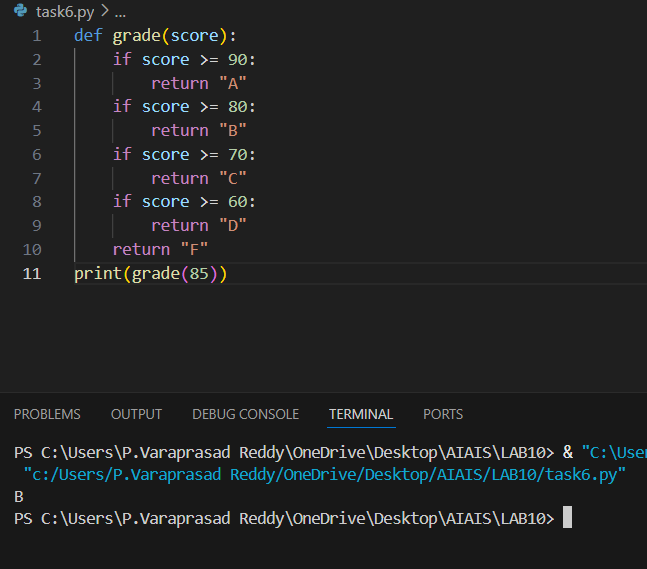 task6.py > ...
1 def grade(score):
2     if score >= 90:
3         return "A"
4     if score >= 80:
5         return "B"
6     if score >= 70:
7         return "C"
8     if score >= 60:
9         return "D"
10     return "F"
11 print(grade(85))
PROBLEMS OUTPUT DEBUG CONSOLE TERMINAL PORTS
PS C:\Users\P.Varaprasad Reddy\OneDrive\Desktop\AIAIS\LAB10> & "C:\User
"c:/Users/P.Varaprasad Reddy/OneDrive/Desktop/AIAIS/LAB10/task6.py"
B
PS C:\Users\P.Varaprasad Reddy\OneDrive\Desktop\AIAIS\LAB10>